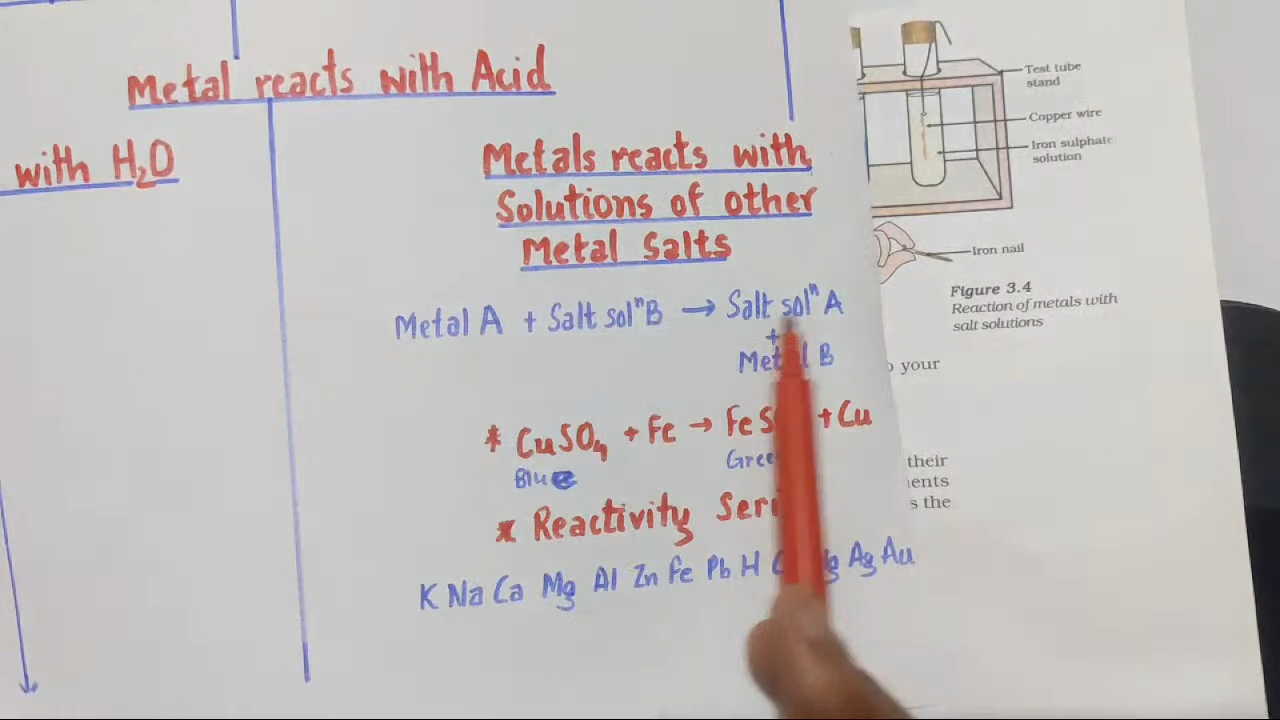 Metal reacts with Acid
with H₂O
Metals reacts with
Solutions of other
Metal Salts
Metal A + Salt solⁿ B → Salt solⁿ A
+
Metal B
* CuSO₄ + Fe → Fe + Cu
Blue
* Reactivity
K Na Ca Mg Al Zn Fe Pb H Ag Au
Test tube
stand
Copper wire
Iron sulphate
solution
Iron nail
Figure 3.4
Reaction of metals with
salt solutions
your
their
s the